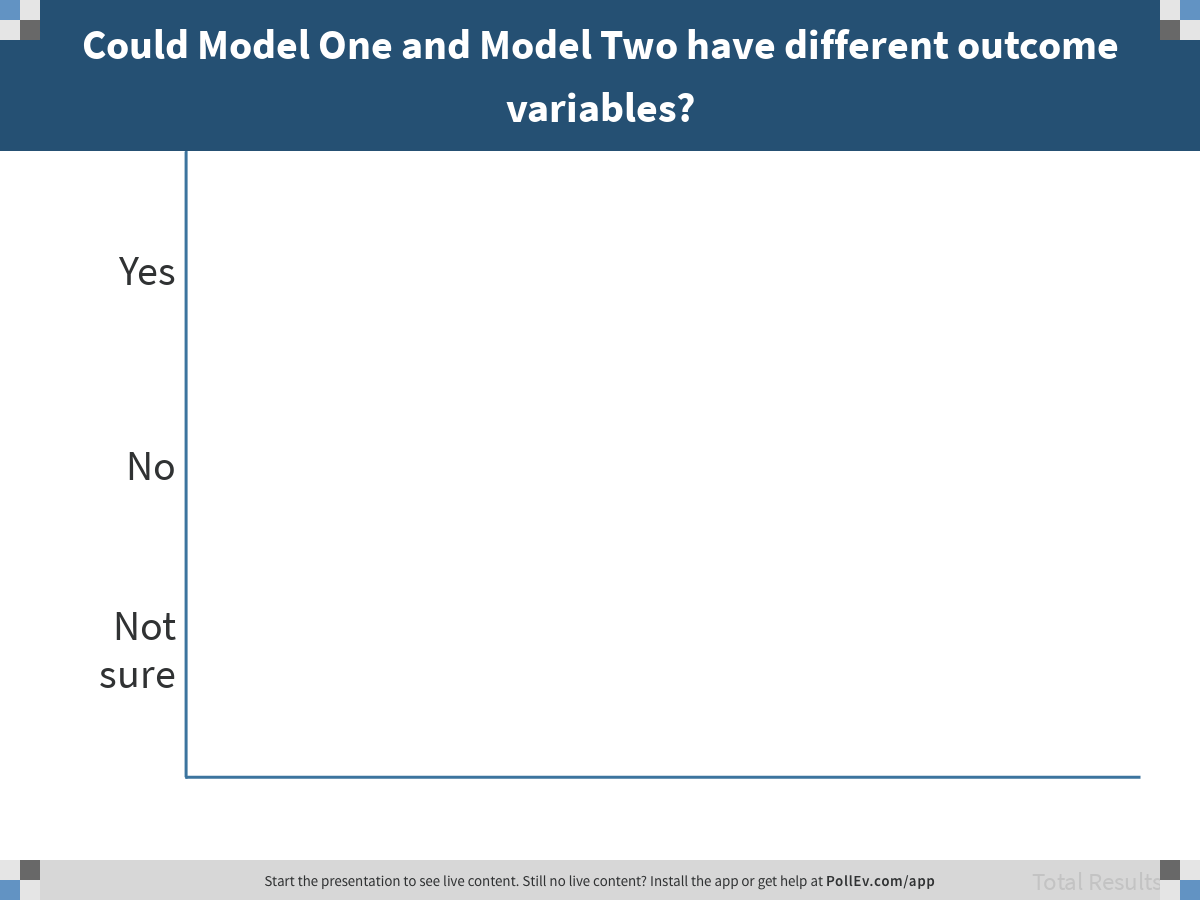 Could Model One and Model Two have different outcome
variables?
Yes
No
Not
sure
Start the presentation to see live content. Still no live content? Install the app or get help at PollEv.com/app
Total Results